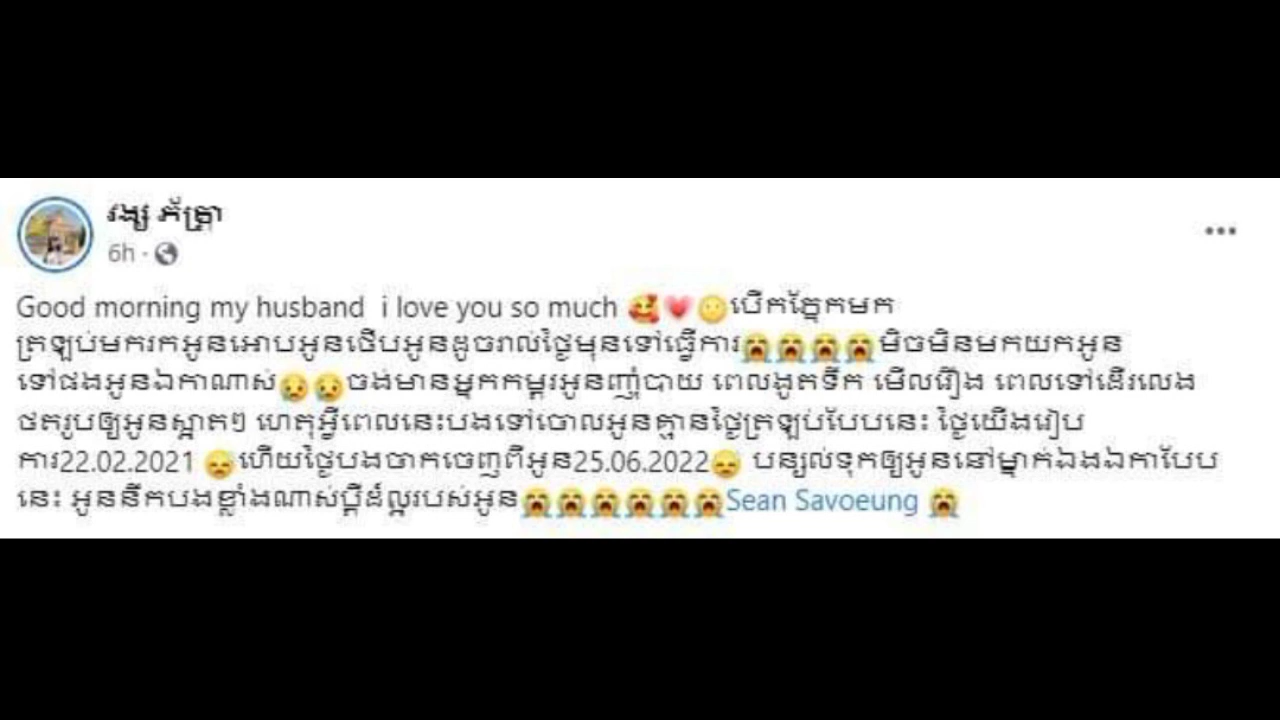 វង្ស ភ័ត្ត្រា
6h ·
Good morning my husband i love you so much 🥰💗😶បើកភ្នែកមក
ត្រឡប់មករកអូនអោបអូនថើបអូនដូចរាល់ថ្ងៃមុនទៅធ្វើការ😭😭😭😭មិចមិនមកយកអូន
ទៅផងអូនឯកាណាស់😢😢ចង់មានអ្នកកម្ដរអូនញ៉ាំបាយ ពេលងូតទឹក មើលរឿង ពេលទៅដើរលេង
ថតរូបឲ្យអូនស្អាតៗ ហេតុអ្វីពេលនេះបងទៅចោលអូនគ្មានថ្ងៃត្រឡប់បែបនេះ ថ្ងៃយើងរៀប
ការ22.02.2021 😞ហើយថ្ងៃបងចាកចេញពីអូន25.06.2022😞 បន្សល់ទុកឲ្យអូននៅម្នាក់ឯងឯកាបែប
នេះ អូននឹកបងខ្លាំងណាស់ប្ដីដ៏ល្អរបស់អូន😭😭😭😭😭😭Sean Savoeung 😭